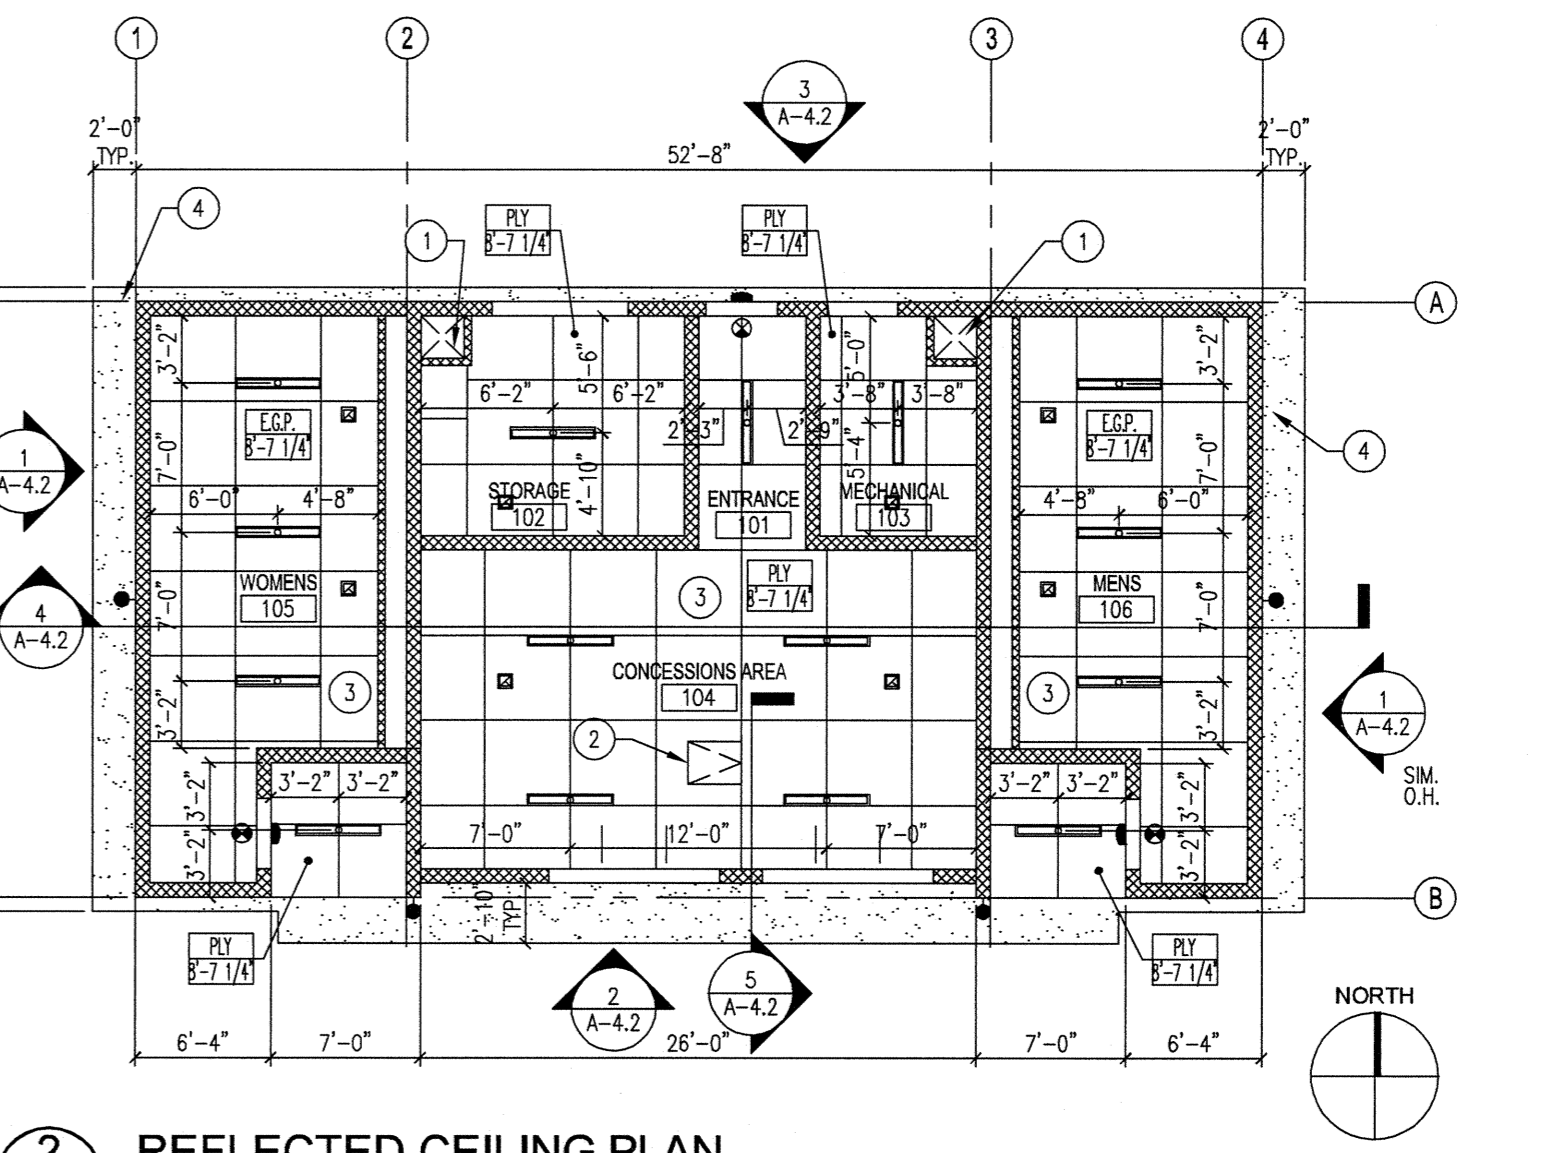 1
2
3
4
3
A-4.2
2'-0"
TYP.
52'-8"
2'-0"
TYP.
4
1
PLY
8'-7 1/4"
PLY
8'-7 1/4"
1
A
3'-2"
5'-6"
5'-0"
3'-2"
6'-2"
6'-2"
3'-8"
3'-8"
E.G.P.
8'-7 1/4"
2'-3"
2'-9"
E.G.P.
8'-7 1/4"
4
1
A-4.2
7'-0"
4'-10"
5'-4"
7'-0"
6'-0"
4'-8"
STORAGE
102
ENTRANCE
101
MECHANICAL
103
4'-8"
6'-0"
WOMENS
105
3
PLY
8'-7 1/4"
MENS
106
4
A-4.2
7'-0"
7'-0"
CONCESSIONS AREA
104
3
3
3'-2"
3'-2"
1
A-4.2
SIM.
O.H.
2
3'-2"
3'-2"
3'-2"
3'-2"
3'-2"
3'-2"
7'-0"
12'-0"
7'-0"
3'-2"
3'-2"
B
2'-10"
TYP.
PLY
8'-7 1/4"
PLY
8'-7 1/4"
2
A-4.2
5
A-4.2
NORTH
6'-4"
7'-0"
26'-0"
7'-0"
6'-4"
2
REFLECTED CEILING PLAN